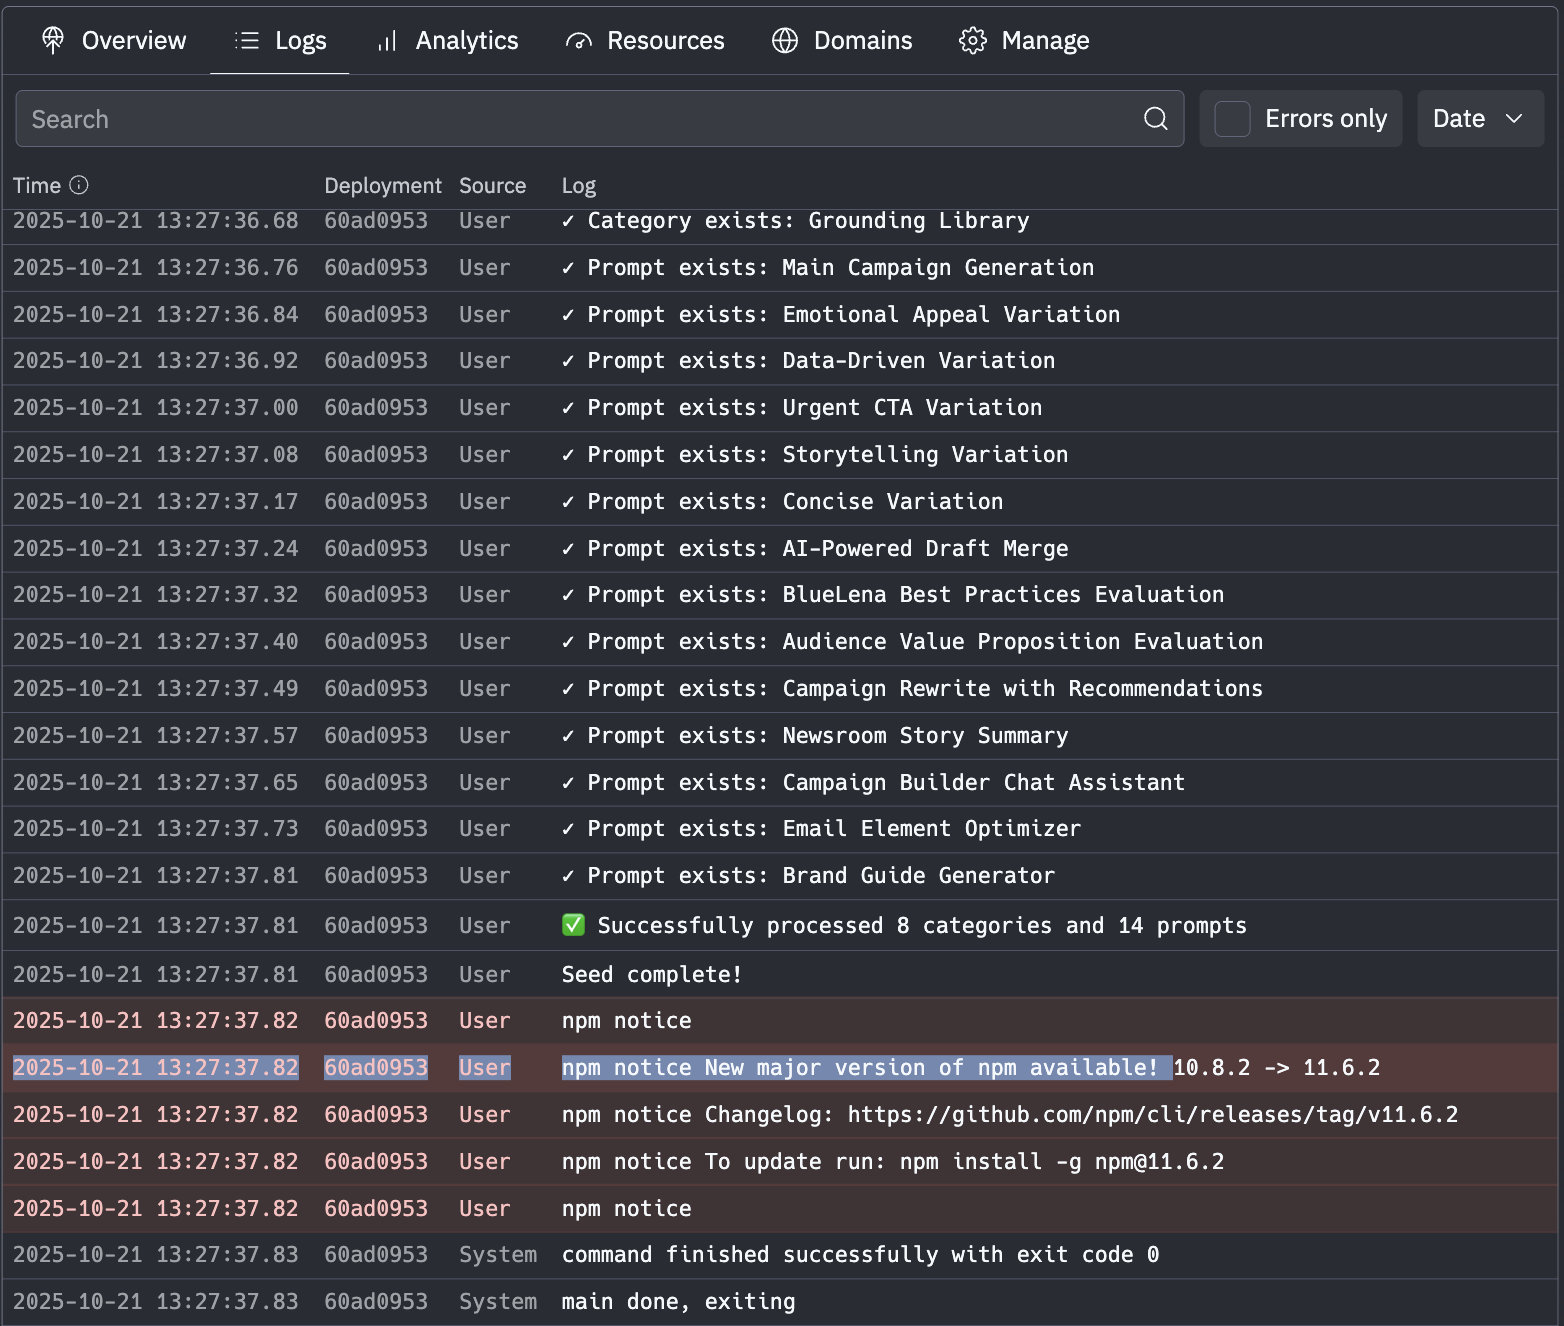 Overview Logs Analytics Resources Domains Manage
Search Errors only Date
Time Deployment Source Log
2025-10-21 13:27:36.68 60ad0953 User ✓ Category exists: Grounding Library
2025-10-21 13:27:36.76 60ad0953 User ✓ Prompt exists: Main Campaign Generation
2025-10-21 13:27:36.84 60ad0953 User ✓ Prompt exists: Emotional Appeal Variation
2025-10-21 13:27:36.92 60ad0953 User ✓ Prompt exists: Data-Driven Variation
2025-10-21 13:27:37.00 60ad0953 User ✓ Prompt exists: Urgent CTA Variation
2025-10-21 13:27:37.08 60ad0953 User ✓ Prompt exists: Storytelling Variation
2025-10-21 13:27:37.17 60ad0953 User ✓ Prompt exists: Concise Variation
2025-10-21 13:27:37.24 60ad0953 User ✓ Prompt exists: AI-Powered Draft Merge
2025-10-21 13:27:37.32 60ad0953 User ✓ Prompt exists: BlueLena Best Practices Evaluation
2025-10-21 13:27:37.40 60ad0953 User ✓ Prompt exists: Audience Value Proposition Evaluation
2025-10-21 13:27:37.49 60ad0953 User ✓ Prompt exists: Campaign Rewrite with Recommendations
2025-10-21 13:27:37.57 60ad0953 User ✓ Prompt exists: Newsroom Story Summary
2025-10-21 13:27:37.65 60ad0953 User ✓ Prompt exists: Campaign Builder Chat Assistant
2025-10-21 13:27:37.73 60ad0953 User ✓ Prompt exists: Email Element Optimizer
2025-10-21 13:27:37.81 60ad0953 User ✓ Prompt exists: Brand Guide Generator
2025-10-21 13:27:37.81 60ad0953 User ✅ Successfully processed 8 categories and 14 prompts
2025-10-21 13:27:37.81 60ad0953 User Seed complete!
2025-10-21 13:27:37.82 60ad0953 User npm notice
2025-10-21 13:27:37.82 60ad0953 User npm notice New major version of npm available! 10.8.2 -> 11.6.2
2025-10-21 13:27:37.82 60ad0953 User npm notice Changelog: https://github.com/npm/cli/releases/tag/v11.6.2
2025-10-21 13:27:37.82 60ad0953 User npm notice To update run: npm install -g npm@11.6.2
2025-10-21 13:27:37.82 60ad0953 User npm notice
2025-10-21 13:27:37.83 60ad0953 System command finished successfully with exit code 0
2025-10-21 13:27:37.83 60ad0953 System main done, exiting